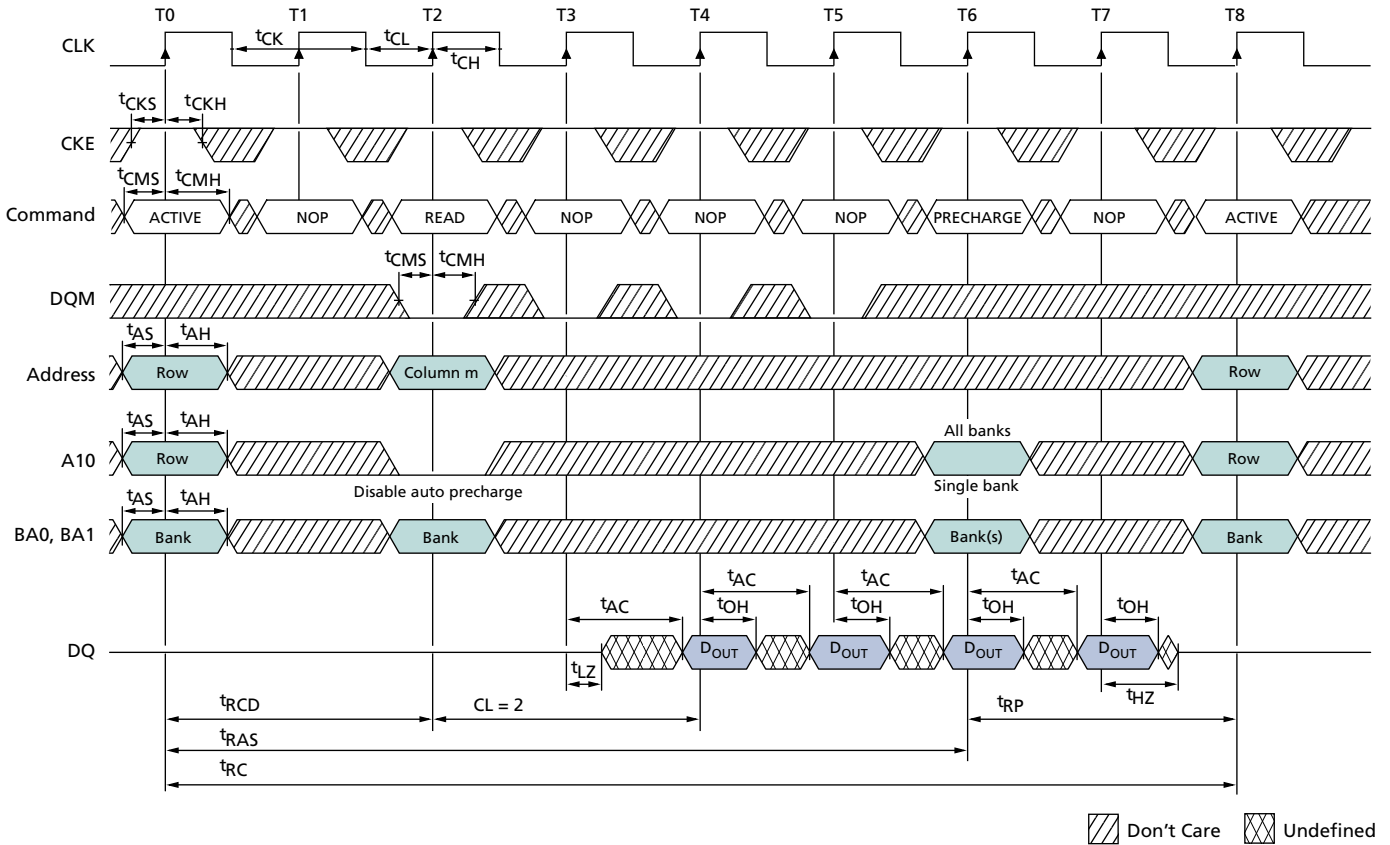 T0 T1 T2 T3 T4 T5 T6 T7 T8
CLK tCK tCL tCH
tCKS tCKH
CKE
tCMS tCMH
Command ACTIVE NOP READ NOP NOP NOP PRECHARGE NOP ACTIVE
tCMS tCMH
DQM
tAS tAH
Address Row Column m Row
tAS tAH All banks
A10 Row Row
Disable auto precharge Single bank
tAS tAH
BA0, BA1 Bank Bank Bank(s) Bank
tAC tAC tAC tAC
tOH tOH tOH tOH
DQ DOUT DOUT DOUT DOUT
tLZ tHZ
tRCD CL = 2 tRP
tRAS
tRC
Don't Care Undefined